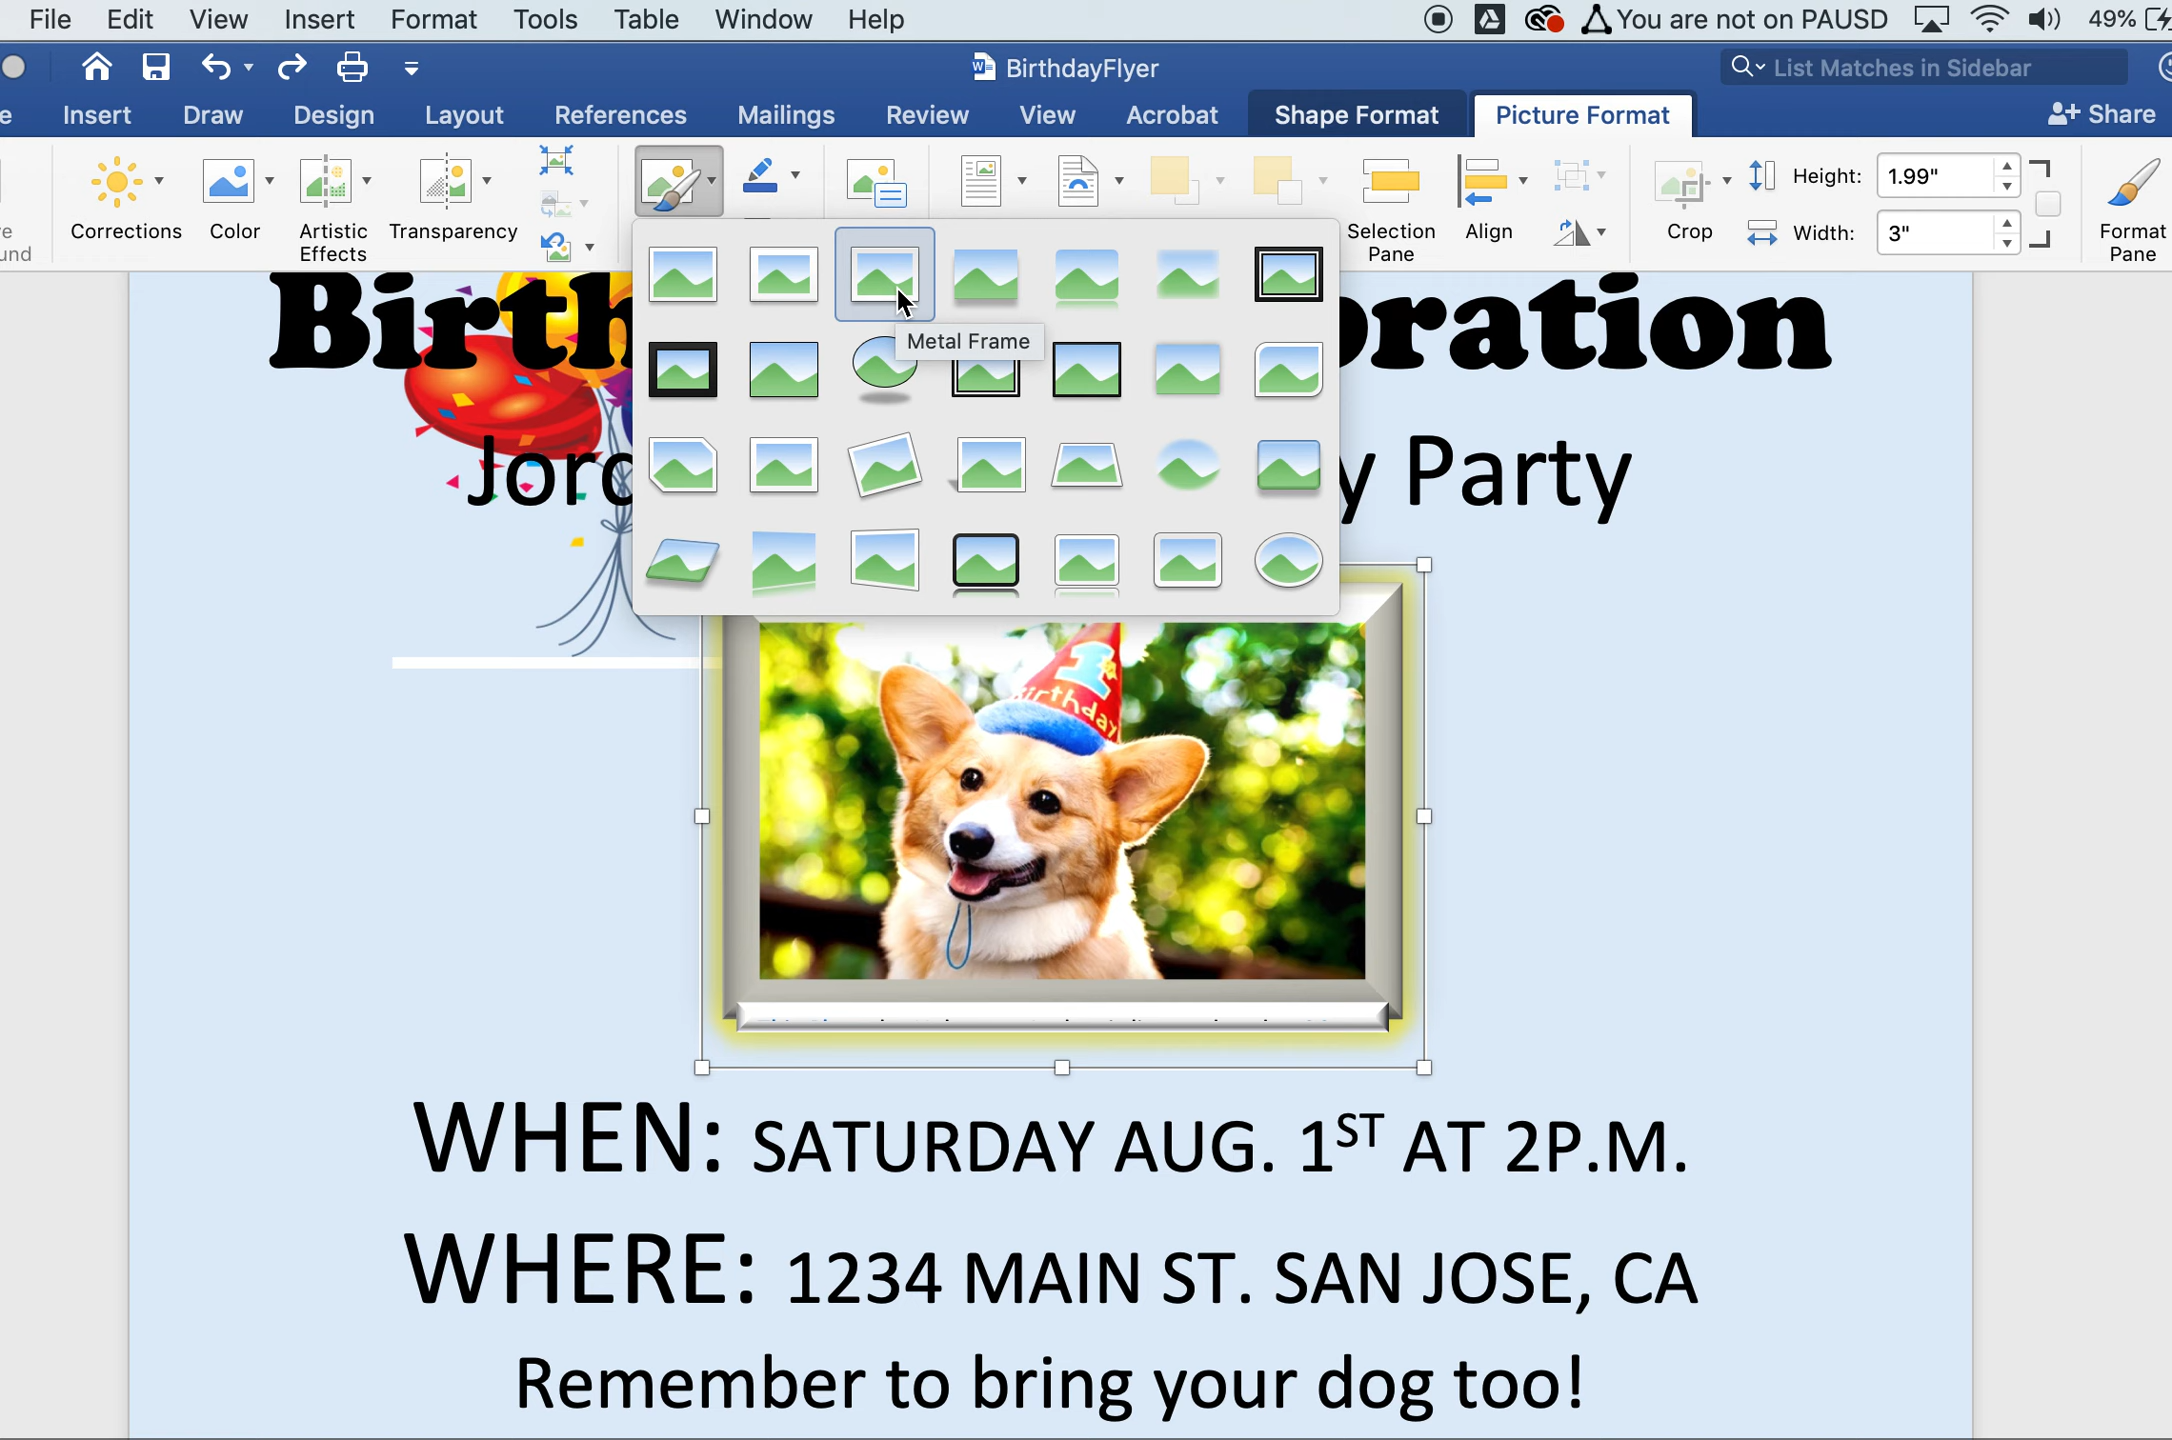 File Edit View Insert Format Tools Table Window Help You are not on PAUSD 49%
BirthdayFlyer List Matches in Sidebar
Insert Draw Design Layout References Mailings Review View Acrobat Shape Format Picture Format Share
Corrections Color Artistic Effects Transparency Selection Pane Align Crop Height: 1.99" Width: 3" Format Pane
Metal Frame
Birth oration
Jord y Party
1st
Birthday
WHEN: SATURDAY AUG. 1ST AT 2P.M.
WHERE: 1234 MAIN ST. SAN JOSE, CA
Remember to bring your dog too!